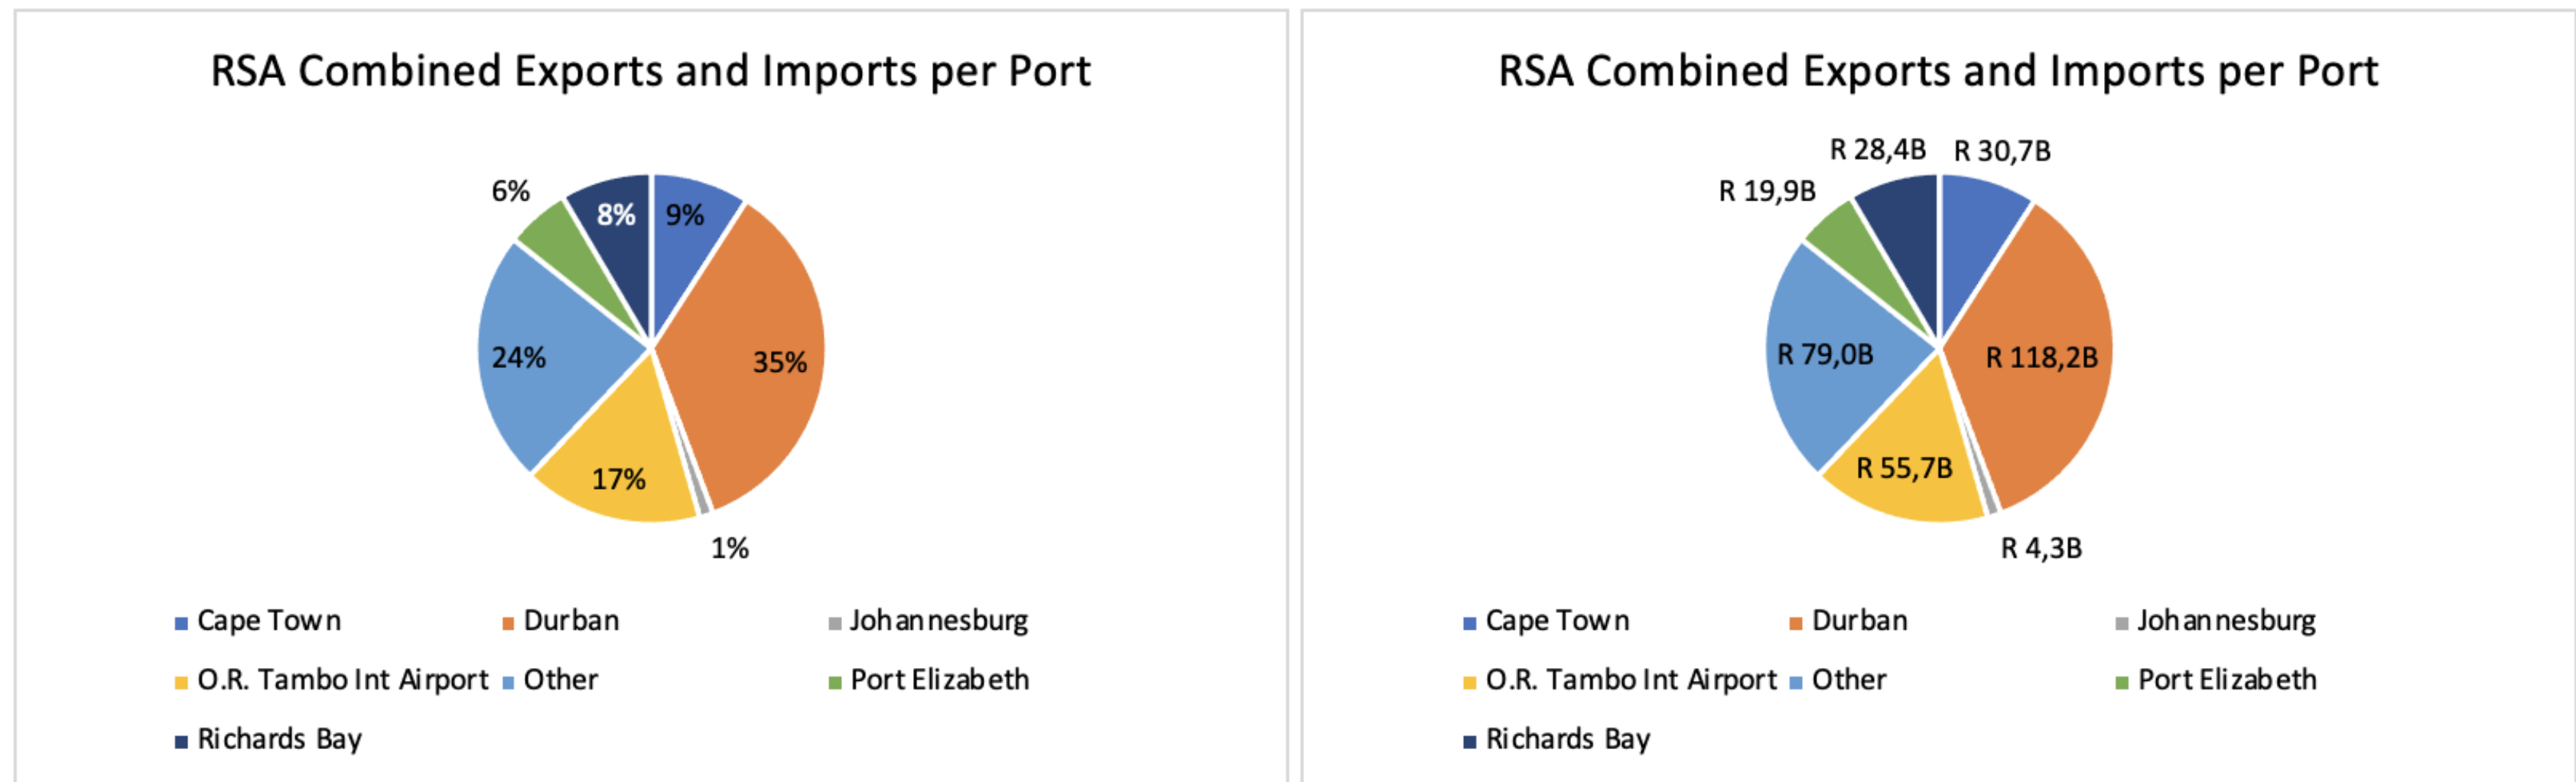 RSA Combined Exports and Imports per Port
6%
8%
9%
24%
35%
17%
1%
Cape Town
Durban
Johannesburg
O.R. Tambo Int Airport
Other
Port Elizabeth
Richards Bay
RSA Combined Exports and Imports per Port
R 28,4B
R 30,7B
R 19,9B
R 79,0B
R 118,2B
R 55,7B
R 4,3B
Cape Town
Durban
Johannesburg
O.R. Tambo Int Airport
Other
Port Elizabeth
Richards Bay